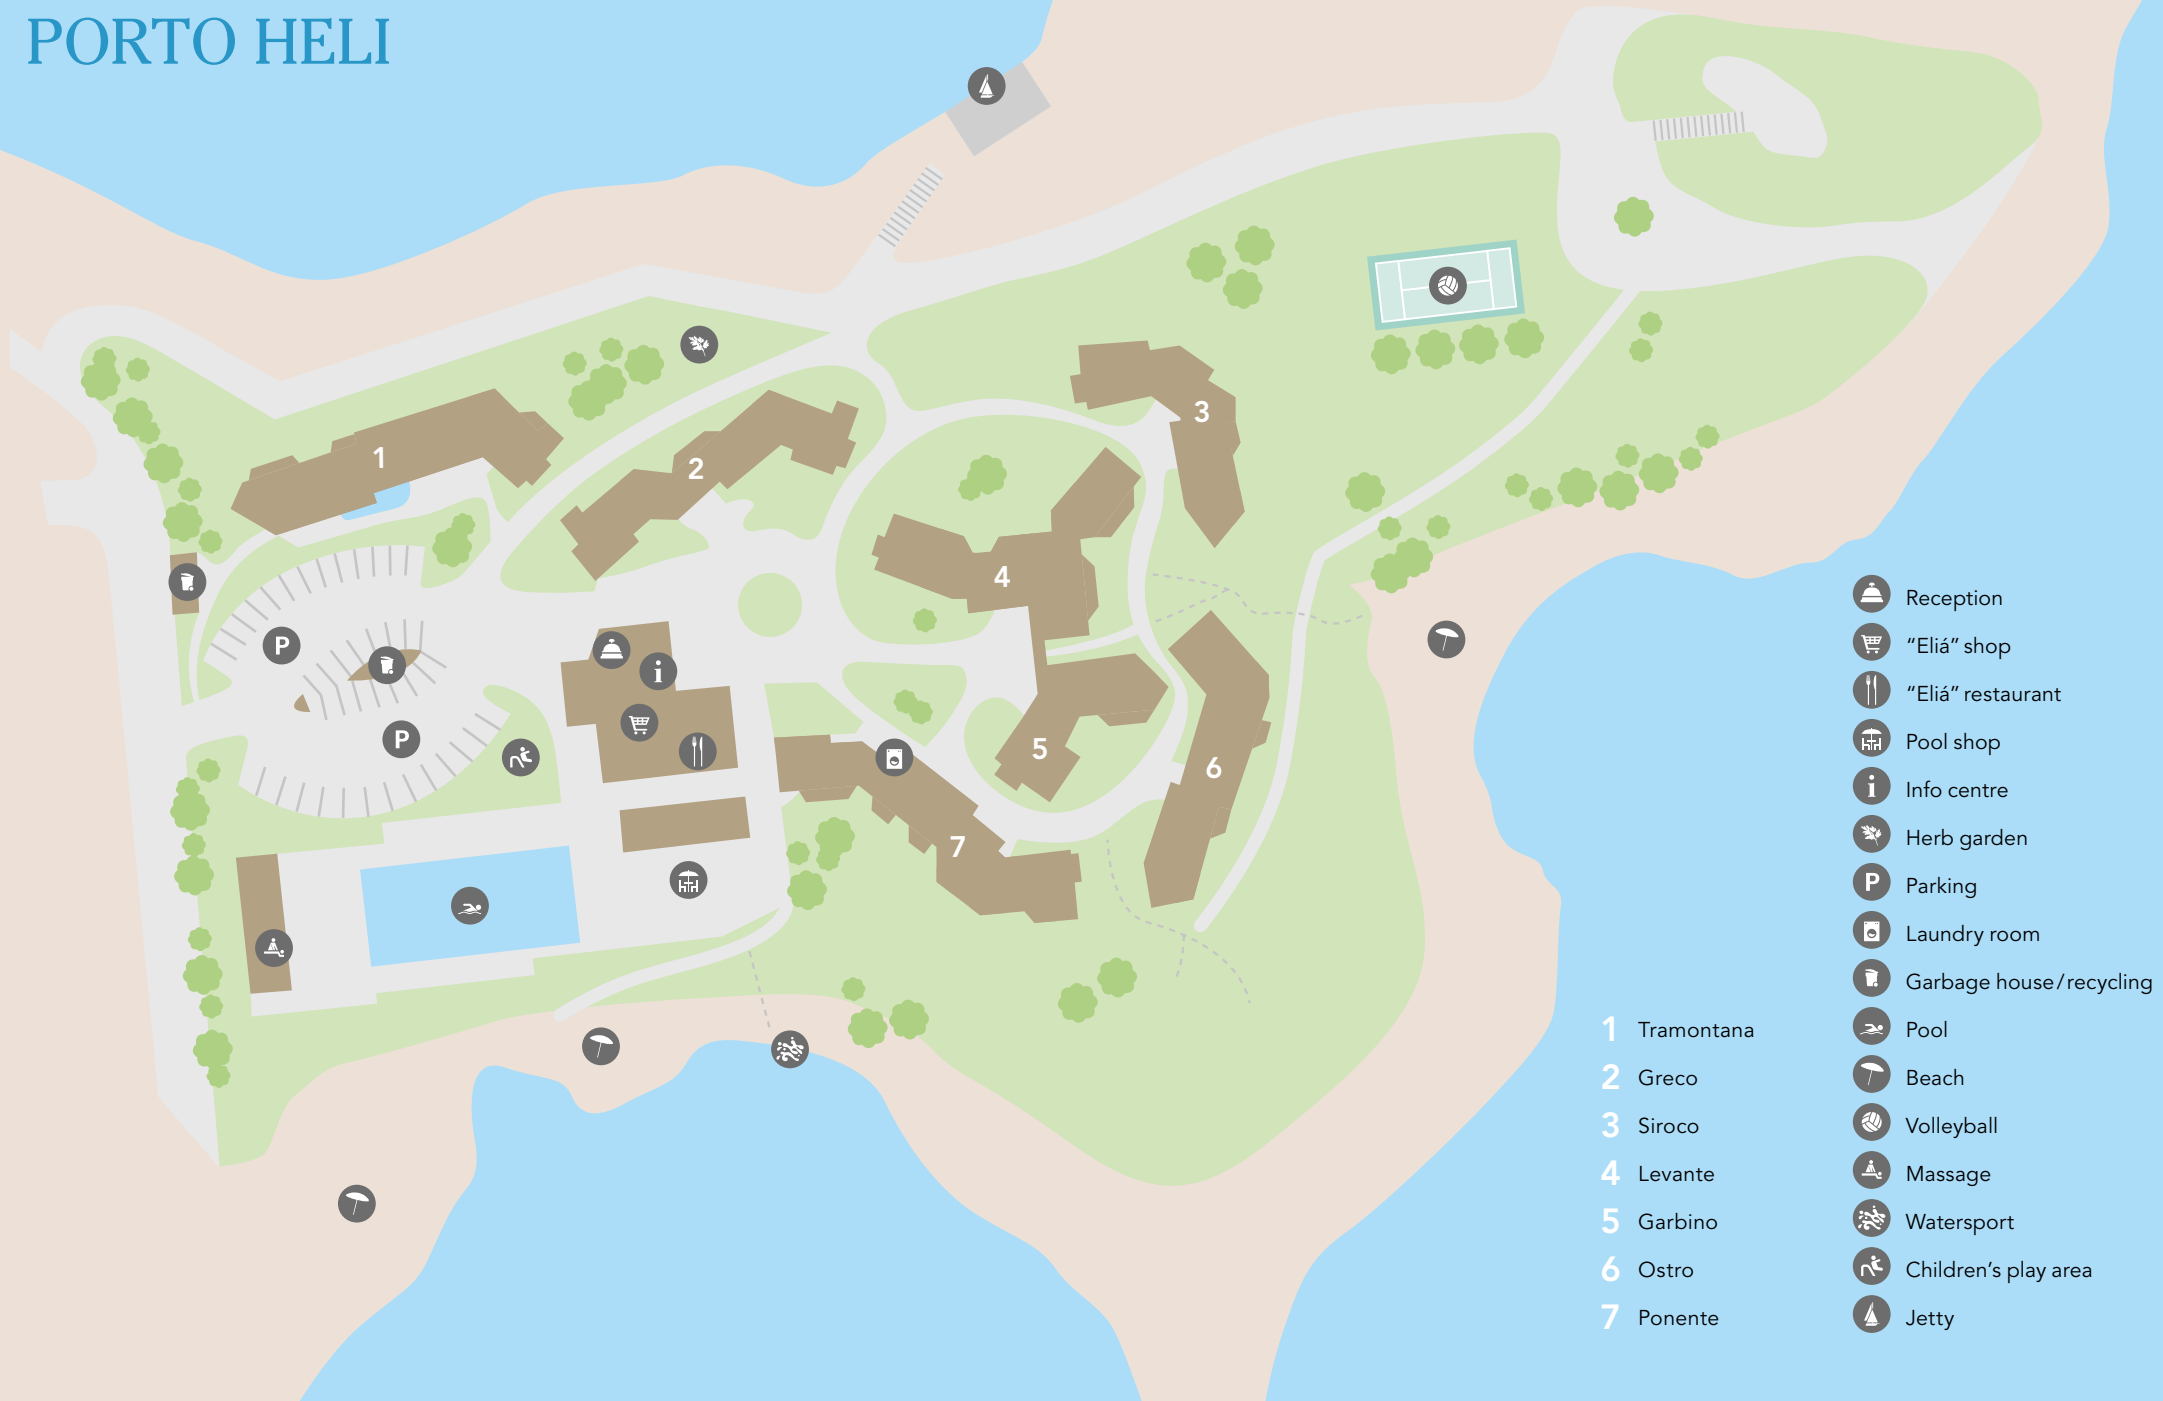 PORTO HELI
1
2
3
4
5
6
7
P
i
P
1 Tramontana
2 Greco
3 Siroco
4 Levante
5 Garbino
6 Ostro
7 Ponente
Reception
“Eliá” shop
“Eliá” restaurant
Pool shop
i Info centre
Herb garden
P Parking
Laundry room
Garbage house/recycling
Pool
Beach
Volleyball
Massage
Watersport
Children’s play area
Jetty